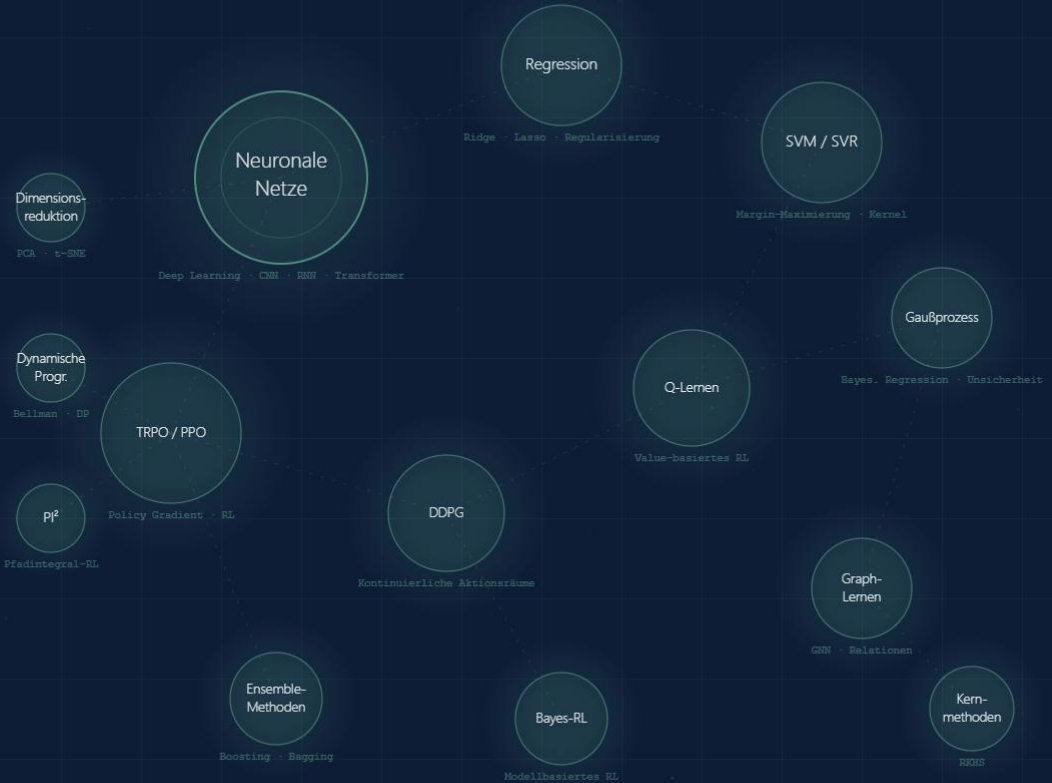 Regression
Ridge · Lasso · Regularisierung
SVM / SVR
Margin-Maximierung · Kernel
Neuronale
Netze
Deep Learning · CNN · RNN · Transformer
Dimensions-
reduktion
PCA · t-SNE
Gaußprozess
Bayes. Regression · Unsicherheit
Dynamische
Progr.
Bellman · DP
Q-Lernen
Value-basiertes RL
TRPO / PPO
Policy Gradient · RL
PI²
Pfadintegral-RL
DDPG
Kontinuierliche Aktionsräume
Graph-
Lernen
GNN · Relationen
Ensemble-
Methoden
Boosting · Bagging
Bayes-RL
Modellbasiertes RL
Kern-
methoden
RKHS